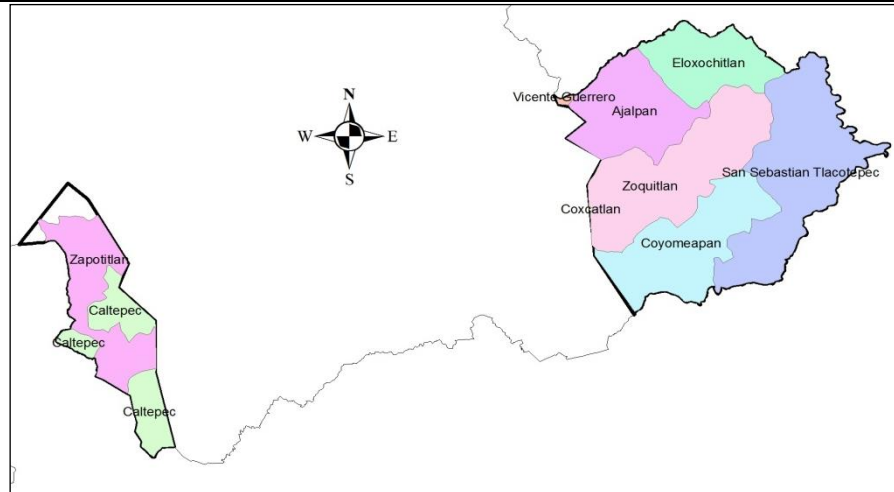 Eloxochitlan
Vicente Guerrero
Ajalpan
N
W
E
S
San Sebastian Tlacotepec
Zoquitlan
Coxcatlan
Coyomeapan
Zapotitlan
Caltepec
Caltepec
Caltepec